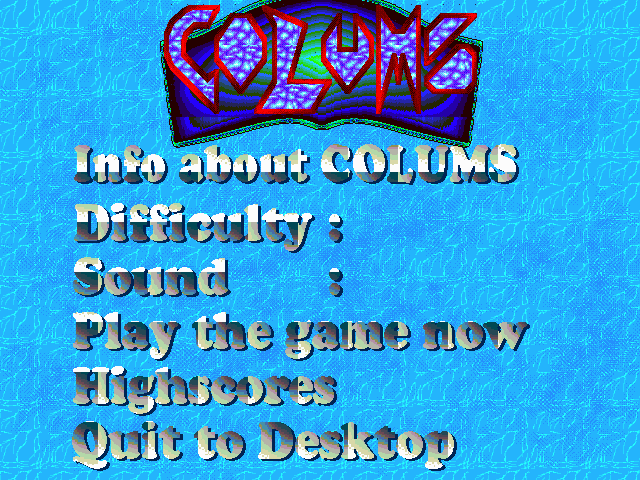 COLUMS
Info about COLUMS
Difficulty :
Sound :
Play the game now
Highscores
Quit to Desktop